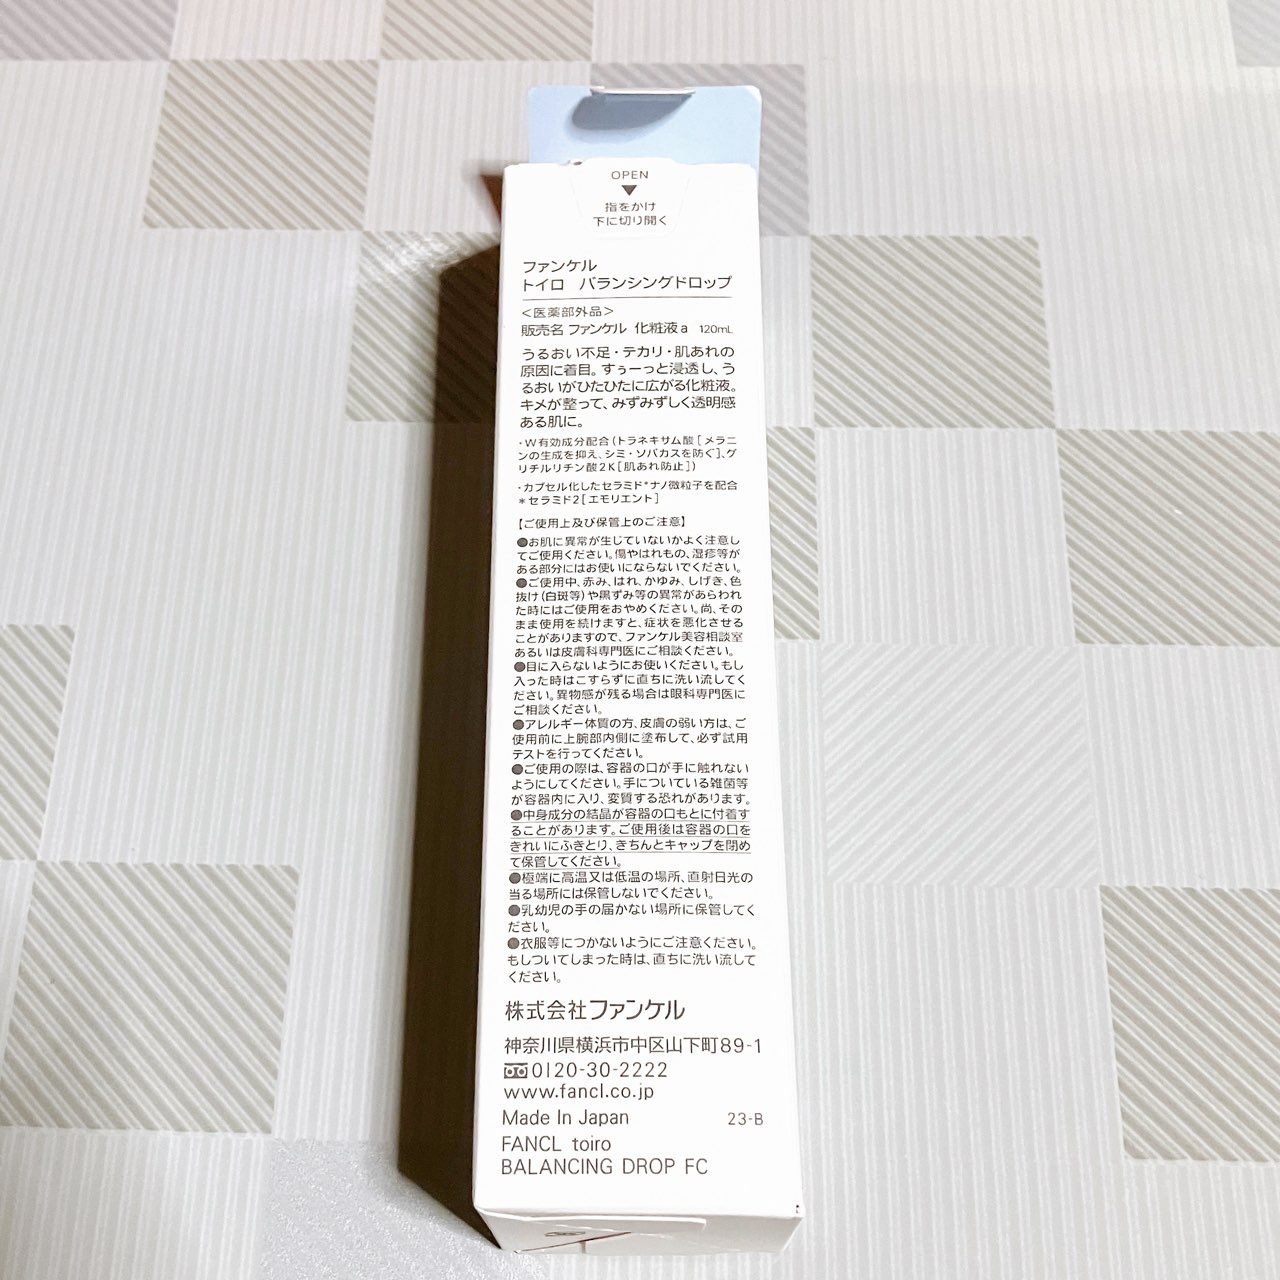 OPEN
▼
指をかけ
下に切り開く
ファンケル
トイロ　バランシングドロップ
＜医薬部外品＞
販売名 ファンケル 化粧液a 120mL
うるおい不足・テカリ・肌あれの
原因に着目。すぅーっと浸透し、う
るおいがひたひたに広がる化粧液。
キメが整って、みずみずしく透明感
ある肌に。
・W有効成分配合(トラネキサム酸[メラニ
ンの生成を抑え、シミ・ソバカスを防ぐ]、グ
リチルリチン酸2K[肌あれ防止])
・カプセル化したセラミド*ナノ微粒子を配合
＊セラミド2[エモリエント]
【ご使用上及び保管上のご注意】
●お肌に異常が生じていないかよく注意し
てご使用ください。傷やはれもの、湿疹等が
ある部分にはお使いにならないでください。
●ご使用中、赤み、はれ、かゆみ、しげき、色
抜け(白斑等)や黒ずみ等の異常があらわれ
た時にはご使用をおやめください。尚、その
まま使用を続けますと、症状を悪化させる
ことがありますので、ファンケル美容相談室
あるいは皮膚科専門医にご相談ください。
●目に入らないようにお使いください。もし
入った時はこすらずに直ちに洗い流してく
ださい。異物感が残る場合は眼科専門医に
ご相談ください。
●アレルギー体質の方、皮膚の弱い方は、ご
使用前に上腕部内側に塗布して、必ず試用
テストを行ってください。
●ご使用の際は、容器の口が手に触れない
ようにしてください。手についている雑菌等
が容器内に入り、変質する恐れがあります。
●中身成分の結晶が容器の口もとに付着す
ることがあります。ご使用後は容器の口を
きれいにふきとり、きちんとキャップを閉め
て保管してください。
●極端に高温又は低温の場所、直射日光の
当る場所には保管しないでください。
●乳幼児の手の届かない場所に保管してく
ださい。
●衣服等につかないようにご注意ください。
もしついてしまった時は、直ちに洗い流して
ください。
株式会社ファンケル
神奈川県横浜市中区山下町89-1
0120-30-2222
www.fancl.co.jp
Made In Japan 23-B
FANCL toiro
BALANCING DROP FC